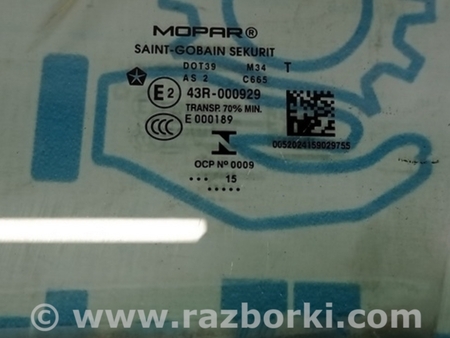 MOPAR®
SAINT-GOBAIN SEKURIT
DOT39 M34 T
AS 2 C665
E2 43R-000929
TRANSP. 70% MIN.
CCC E 000189
OCP Nº 0009
... 15
.....
0052024159029755
www.razborki.com